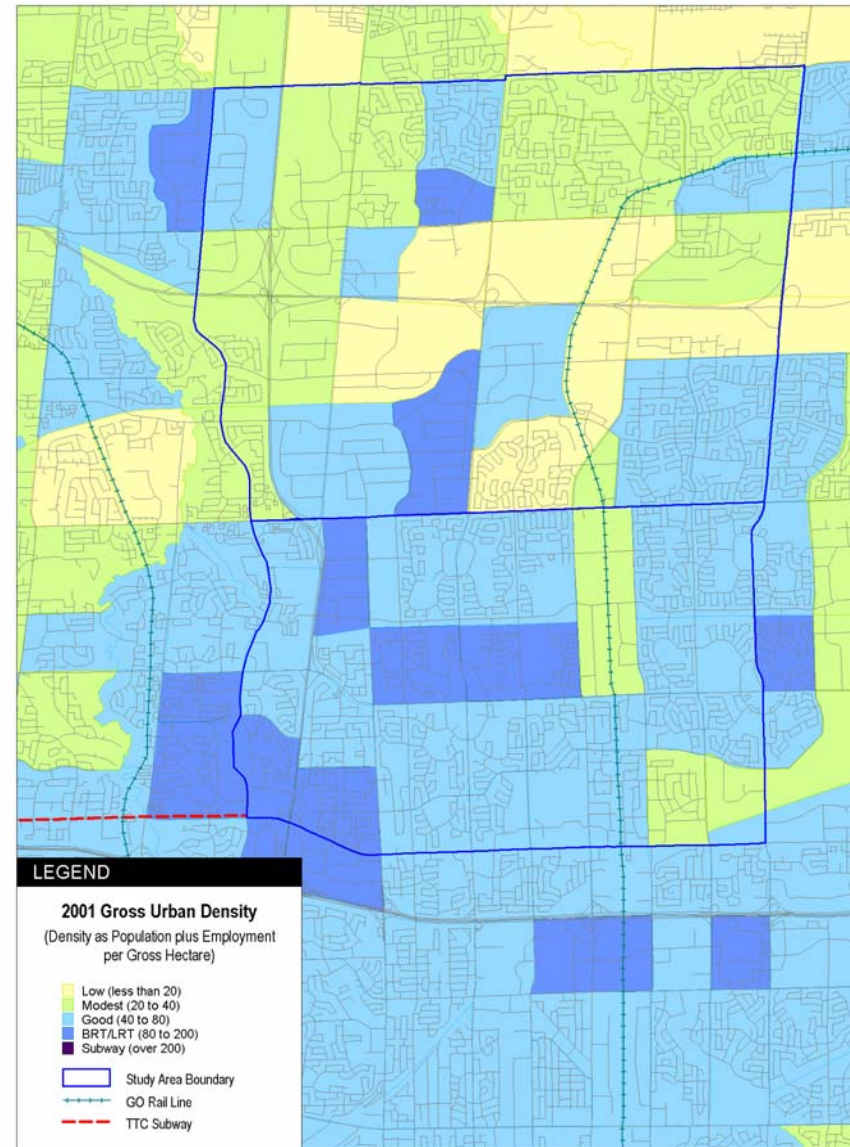 LEGEND
2001 Gross Urban Density
(Density as Population plus Employment
per Gross Hectare)
Low (less than 20)
Modest (20 to 40)
Good (40 to 80)
BRT/LRT (80 to 200)
Subway (over 200)
Study Area Boundary
GO Rail Line
TTC Subway